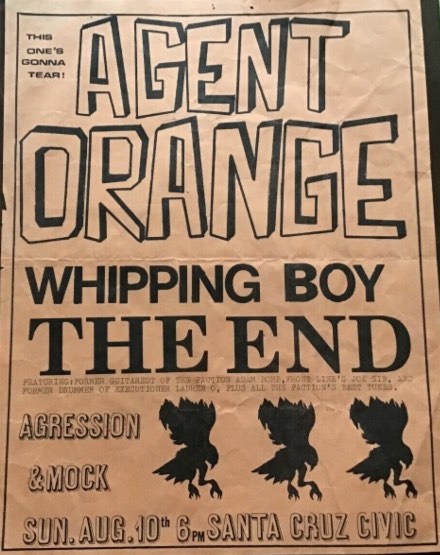 THIS
ONE'S
GONNA
TEAR!
AGENT
ORANGE
WHIPPING BOY
THE END
FEATURING: FORMER GUITARIST OF THE FACTION ADAM BOMB, FRONT LINE'S JOE SIB, AND
FORMER DRUMMER OF EXECUTIONER LAUREN O, PLUS ALL THE FACTION'S BEST TUNES.
AGRESSION
&MOCK
SUN. AUG. 10th 6PM SANTA CRUZ CIVIC